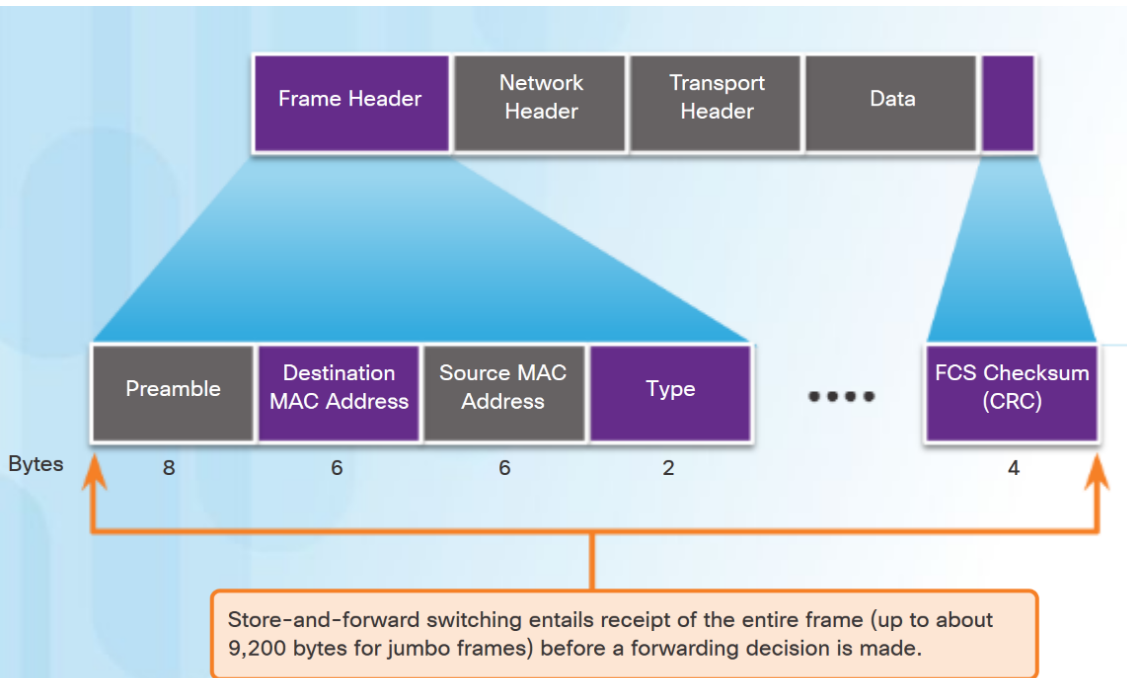 Frame Header
Network
Header
Transport
Header
Data
Preamble
Destination
MAC Address
Source MAC
Address
Type
FCS Checksum
(CRC)
Bytes
8
6
6
2
4
Store-and-forward switching entails receipt of the entire frame (up to about
9,200 bytes for jumbo frames) before a forwarding decision is made.